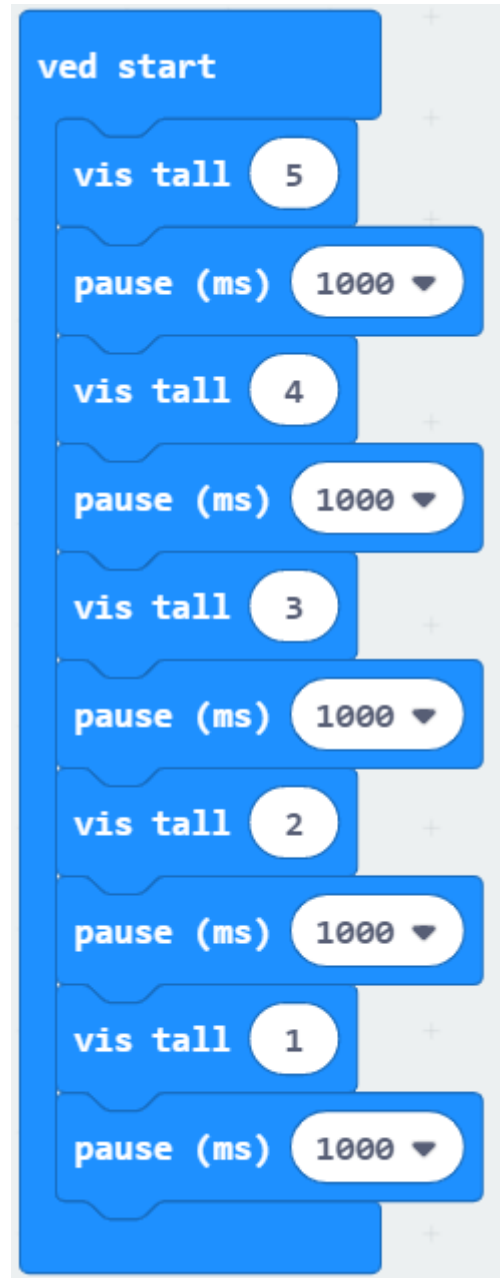 ved start
vis tall 5
pause (ms) 1000
vis tall 4
pause (ms) 1000
vis tall 3
pause (ms) 1000
vis tall 2
pause (ms) 1000
vis tall 1
pause (ms) 1000